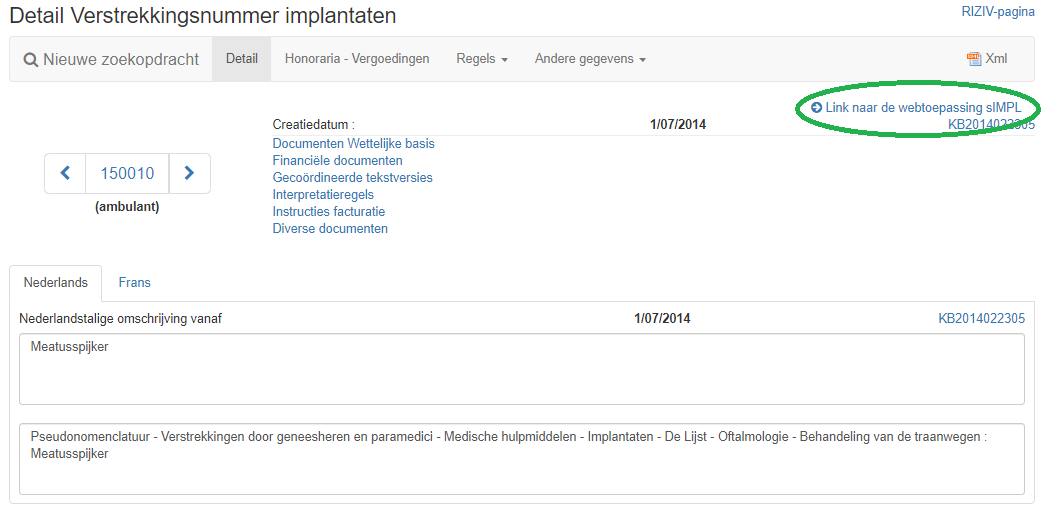 Detail Verstrekkingsnummer implantaten
RIZIV-pagina
Nieuwe zoekopdracht Detail Honoraria - Vergoedingen Regels Andere gegevens Xml
Link naar de webtoepassing sIMPL
Creatiedatum : 1/07/2014 KB2014022305
Documenten Wettelijke basis
Financiële documenten
Gecoördineerde tekstversies
Interpretatieregels
Instructies facturatie
Diverse documenten
150010
(ambulant)
Nederlands Frans
Nederlandstalige omschrijving vanaf 1/07/2014 KB2014022305
Meatusspijker
Pseudonomenclatuur - Verstrekkingen door geneesheren en paramedici - Medische hulpmiddelen - Implantaten - De Lijst - Oftalmologie - Behandeling van de traanwegen :
Meatusspijker